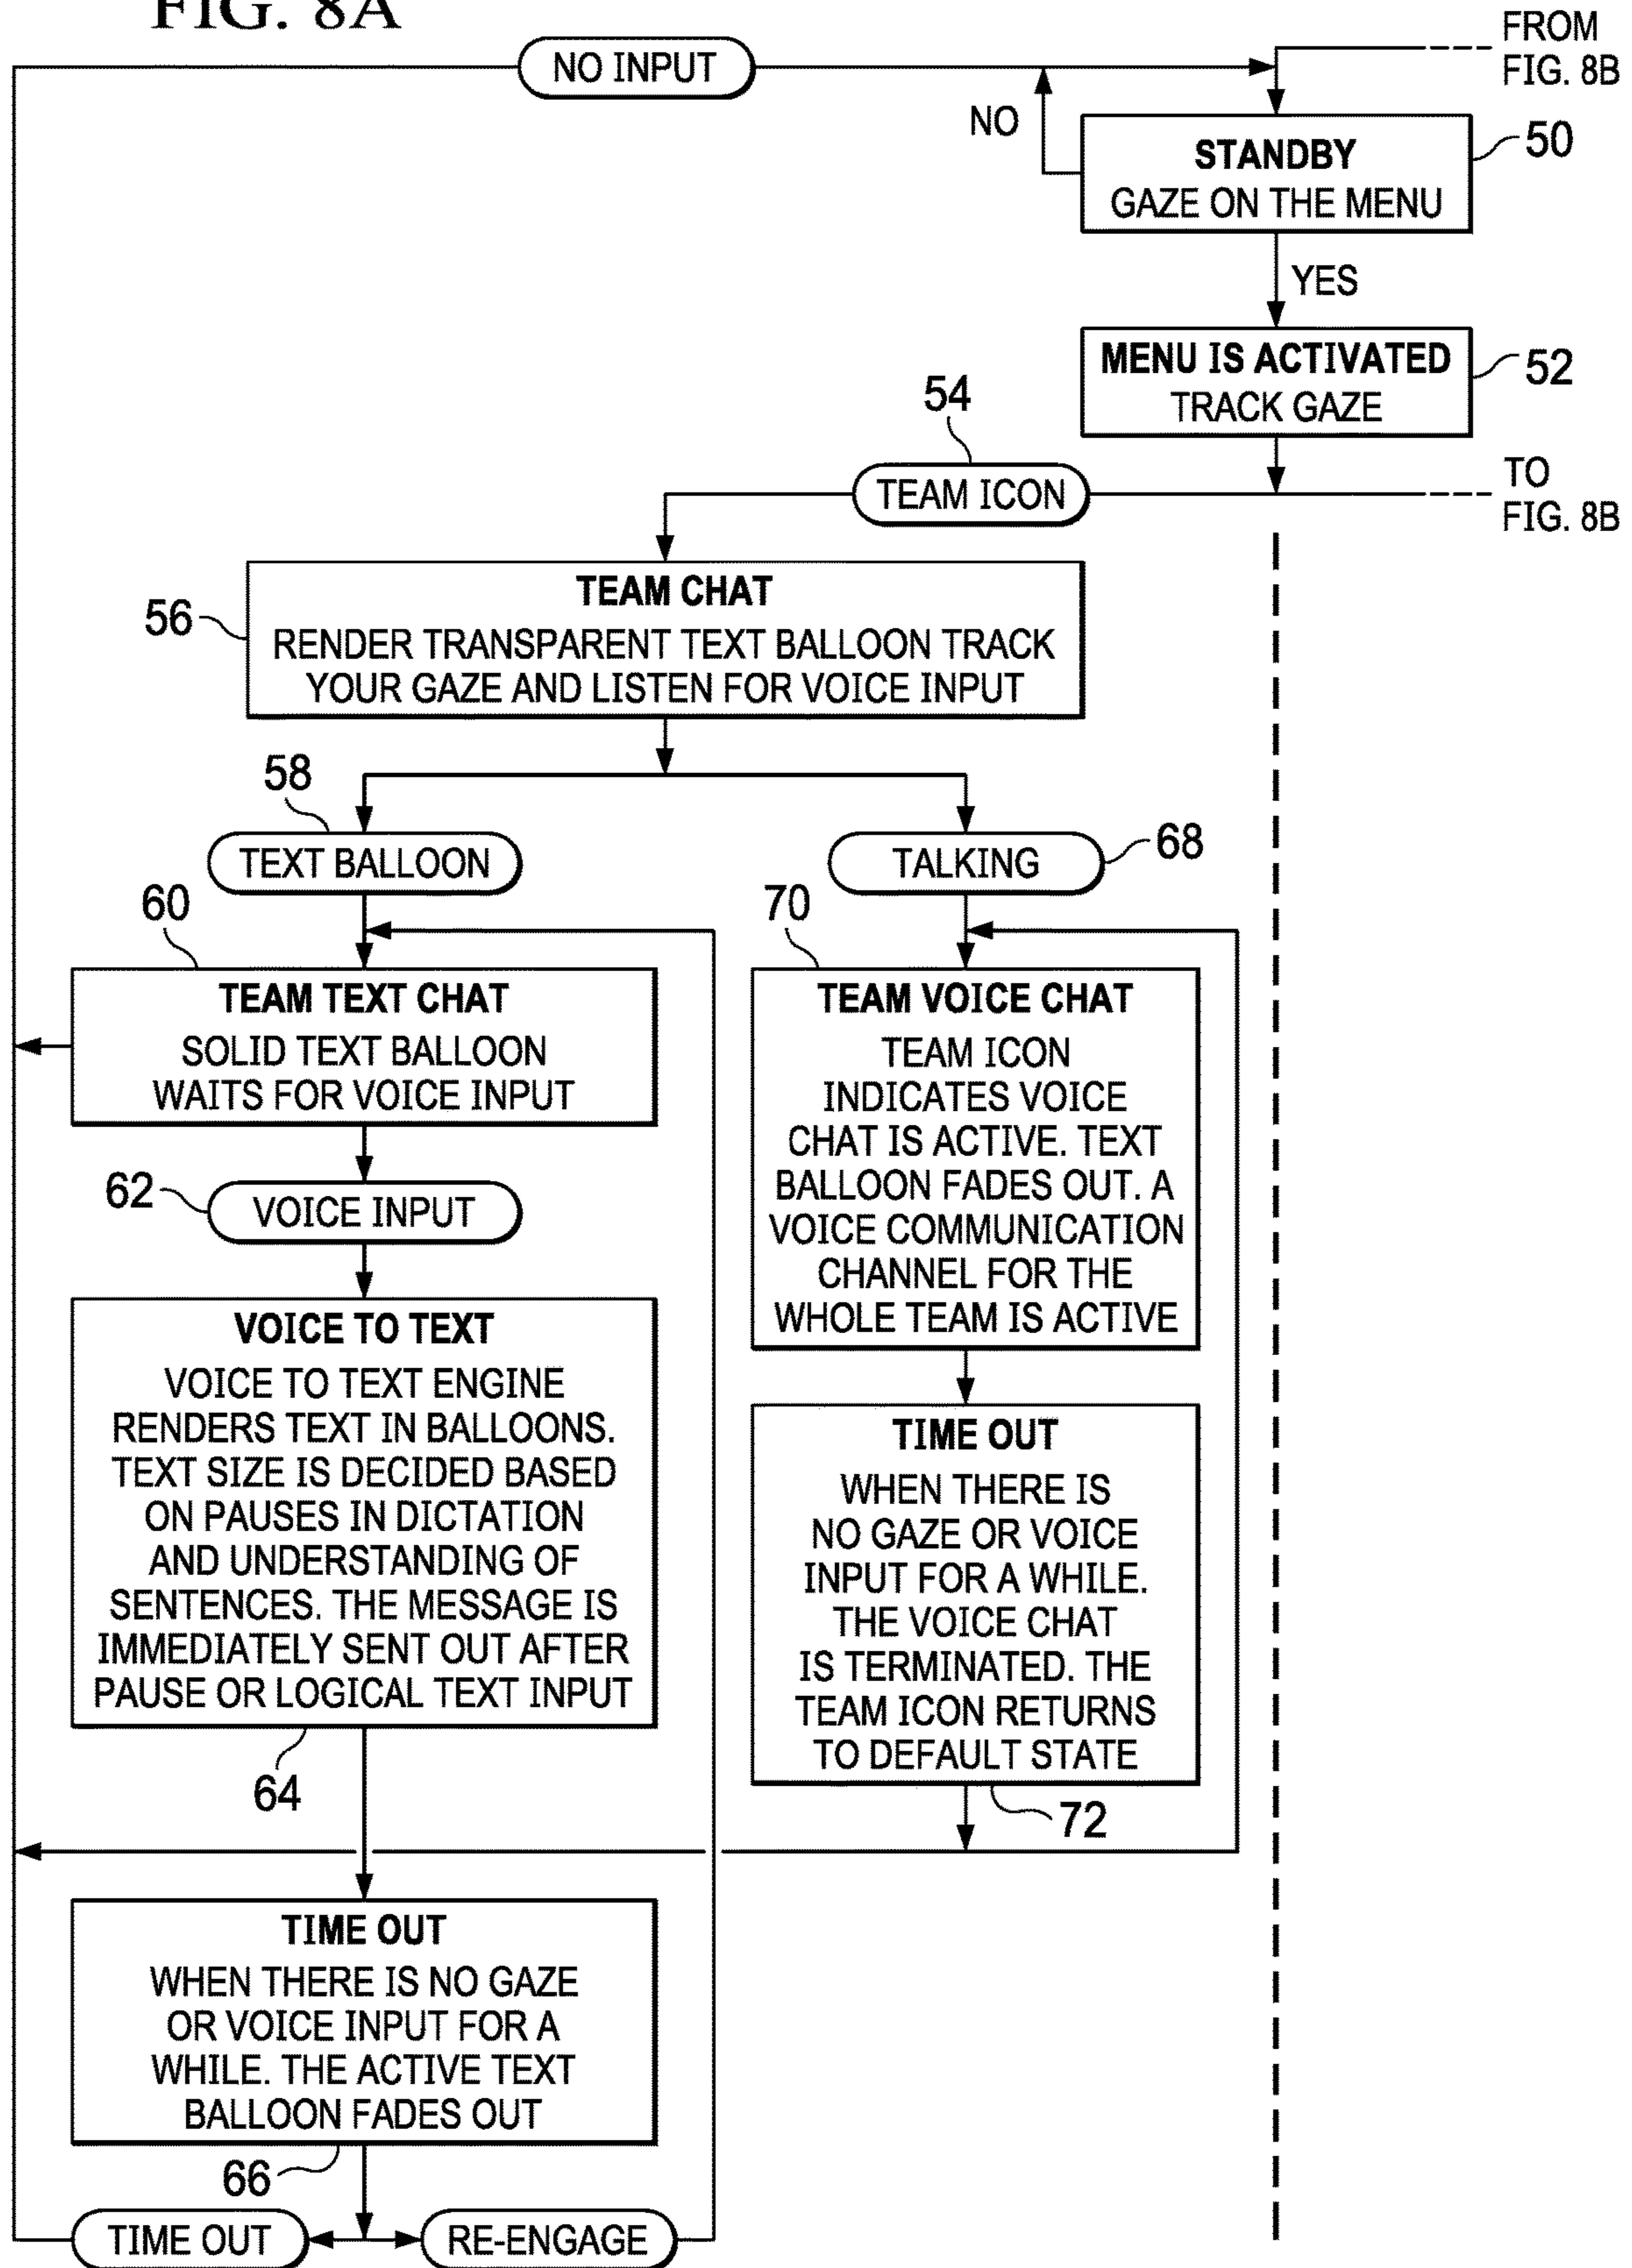 FIG. 8A
FROM
FIG. 8B
NO INPUT
NO
50
STANDBY
GAZE ON THE MENU
YES
MENU IS ACTIVATED
TRACK GAZE
52
54
TEAM ICON
TO
FIG. 8B
TEAM CHAT
56
RENDER TRANSPARENT TEXT BALLOON TRACK
YOUR GAZE AND LISTEN FOR VOICE INPUT
58
TEXT BALLOON
TALKING
68
60
TEAM TEXT CHAT
SOLID TEXT BALLOON
WAITS FOR VOICE INPUT
62
VOICE INPUT
VOICE TO TEXT
VOICE TO TEXT ENGINE
RENDERS TEXT IN BALLOONS.
TEXT SIZE IS DECIDED BASED
ON PAUSES IN DICTATION
AND UNDERSTANDING OF
SENTENCES. THE MESSAGE IS
IMMEDIATELY SENT OUT AFTER
PAUSE OR LOGICAL TEXT INPUT
64
70
TEAM VOICE CHAT
TEAM ICON
INDICATES VOICE
CHAT IS ACTIVE. TEXT
BALLOON FADES OUT. A
VOICE COMMUNICATION
CHANNEL FOR THE
WHOLE TEAM IS ACTIVE
TIME OUT
WHEN THERE IS
NO GAZE OR VOICE
INPUT FOR A WHILE.
THE VOICE CHAT
IS TERMINATED. THE
TEAM ICON RETURNS
TO DEFAULT STATE
72
TIME OUT
WHEN THERE IS NO GAZE
OR VOICE INPUT FOR A
WHILE. THE ACTIVE TEXT
BALLOON FADES OUT
66
TIME OUT
RE-ENGAGE